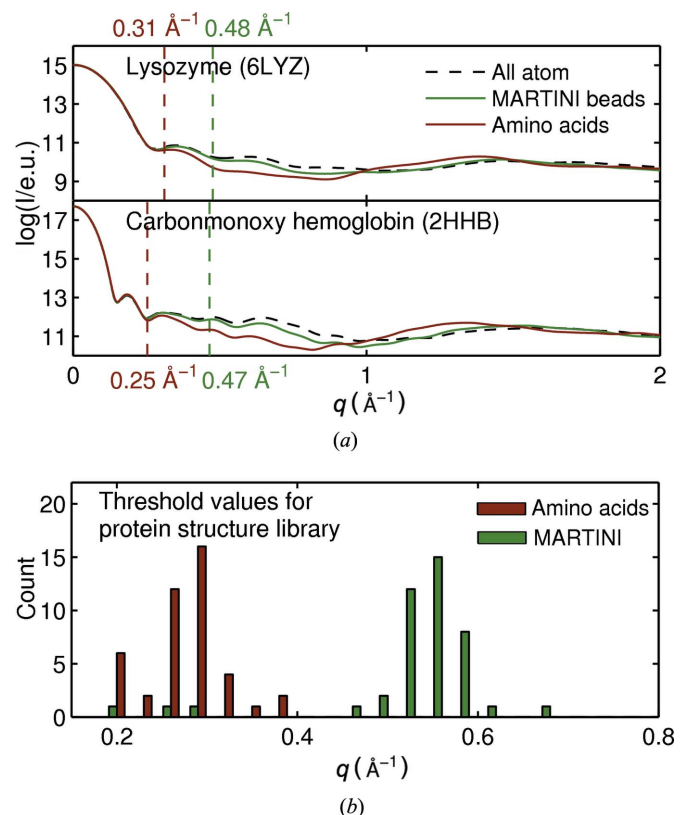 0.31 Å⁻¹ 0.48 Å⁻¹
15
Lysozyme (6LYZ)
All atom
13
MARTINI beads
11
Amino acids
9
log(I/e.u.)
17
Carbonmonoxy hemoglobin (2HHB)
15
13
11
0 1 2
0.25 Å⁻¹ 0.47 Å⁻¹
q (Å⁻¹)
(a)
20
Threshold values for
protein structure library
Amino acids
MARTINI
15
Count
10
5
0
0.2 0.4 0.6 0.8
q (Å⁻¹)
(b)